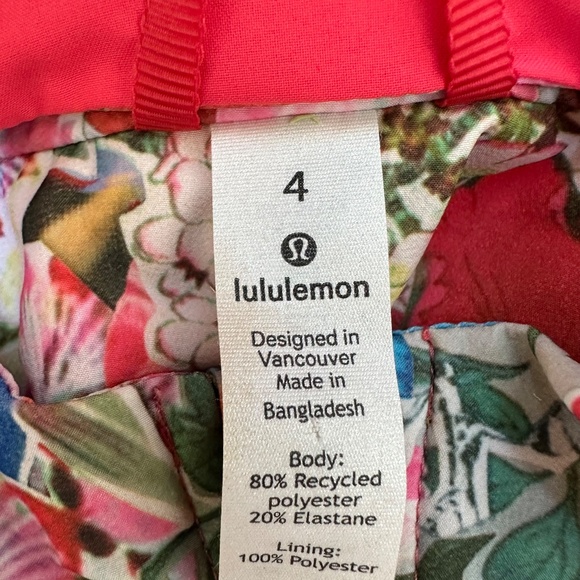 4
lululemon
Designed in
Vancouver
Made in
Bangladesh
Body:
80% Recycled
polyester
20% Elastane
Lining:
100% Polyester